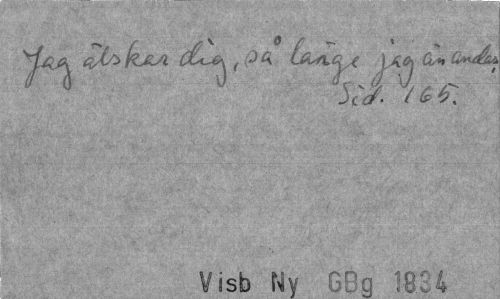 Jag älskar dig, så länge jag än andas,
Sid. 165.
Visb Ny GBg 1834